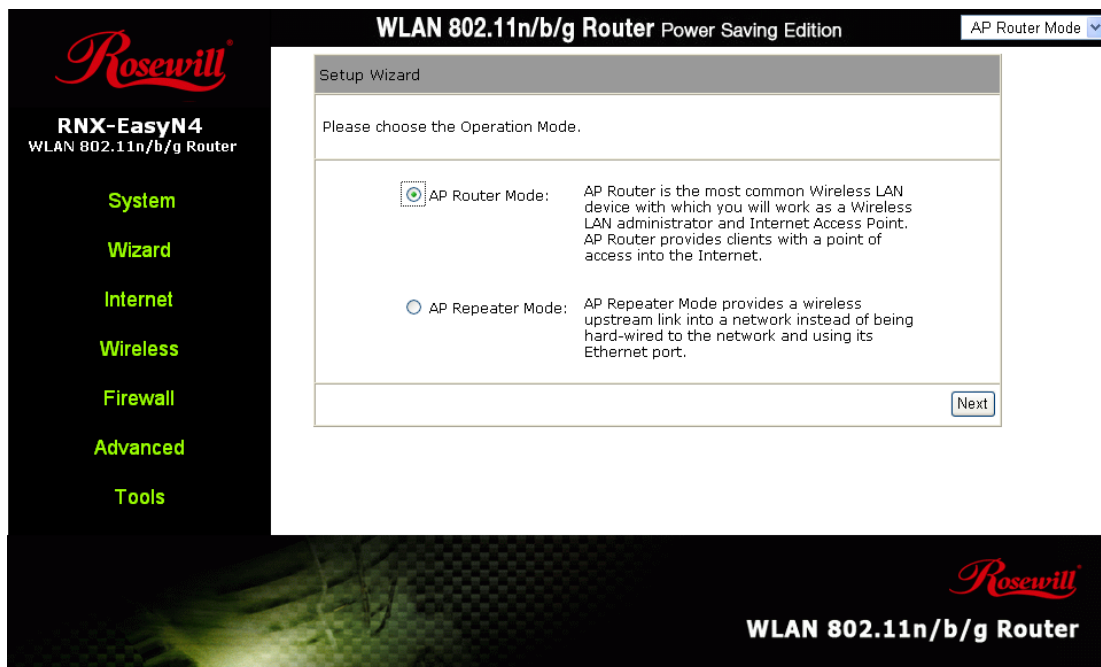 Rosewill
WLAN 802.11n/b/g Router Power Saving Edition
AP Router Mode
RNX-EasyN4
WLAN 802.11n/b/g Router
System
Wizard
Internet
Wireless
Firewall
Advanced
Tools
Setup Wizard
Please choose the Operation Mode.
AP Router Mode:
AP Router is the most common Wireless LAN
device with which you will work as a Wireless
LAN administrator and Internet Access Point.
AP Router provides clients with a point of
access into the Internet.
AP Repeater Mode:
AP Repeater Mode provides a wireless
upstream link into a network instead of being
hard-wired to the network and using its
Ethernet port.
Next
Rosewill
WLAN 802.11n/b/g Router